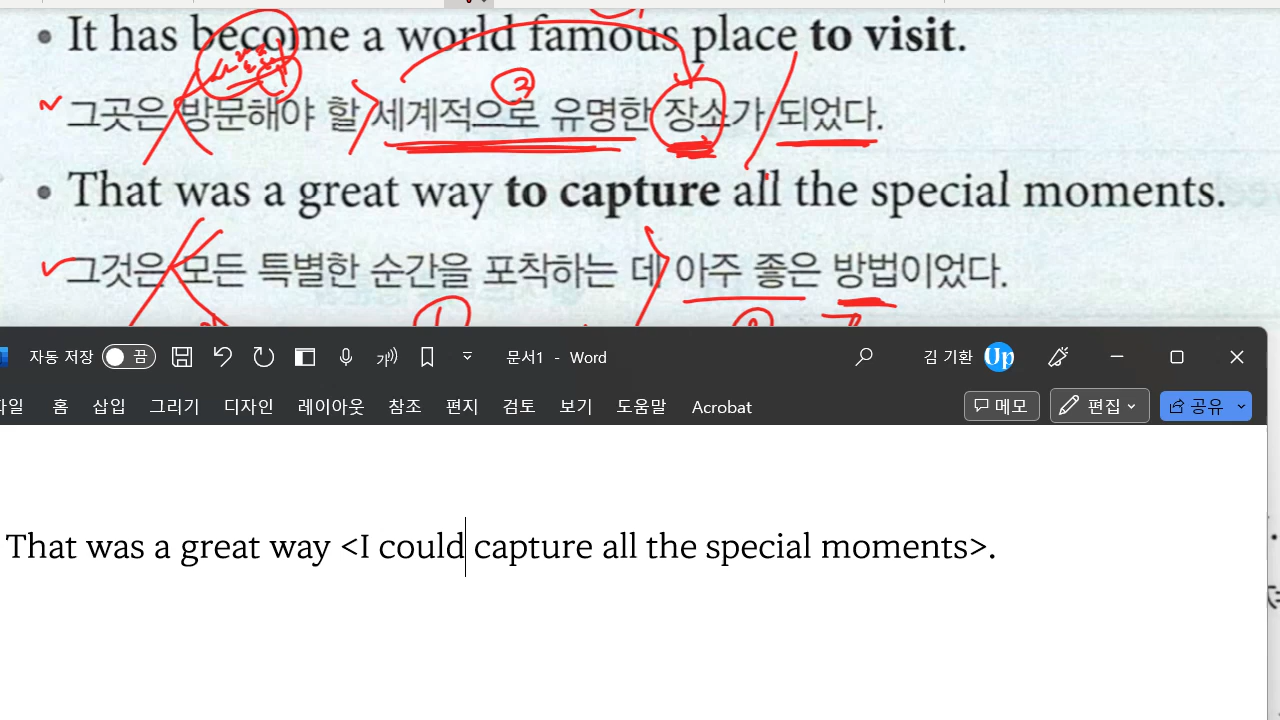 It has become a world famous place to visit.
그곳은 방문해야 할 세계적으로 유명한 장소가 되었다.
That was a great way to capture all the special moments.
그것은 모든 특별한 순간을 포착하는 데 아주 좋은 방법이었다.
자동 저장 끔 문서1 - Word 김 기환 Up
파일 홈 삽입 그리기 디자인 레이아웃 참조 편지 검토 보기 도움말 Acrobat 메모 편집 공유
That was a great way <I could capture all the special moments>.